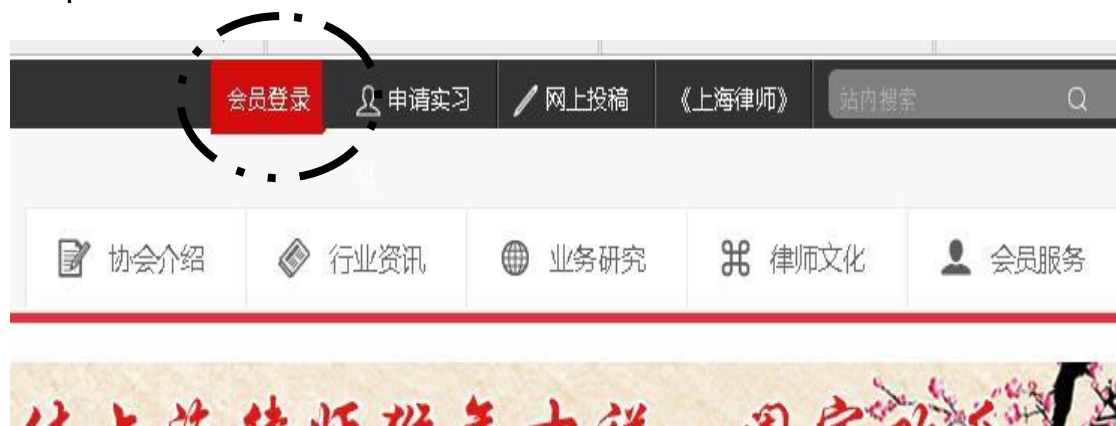 会员登录 申请实习 网上投稿 《上海律师》 站内搜索
证
协会介绍 行业资讯 业务研究 律师文化 会员服务